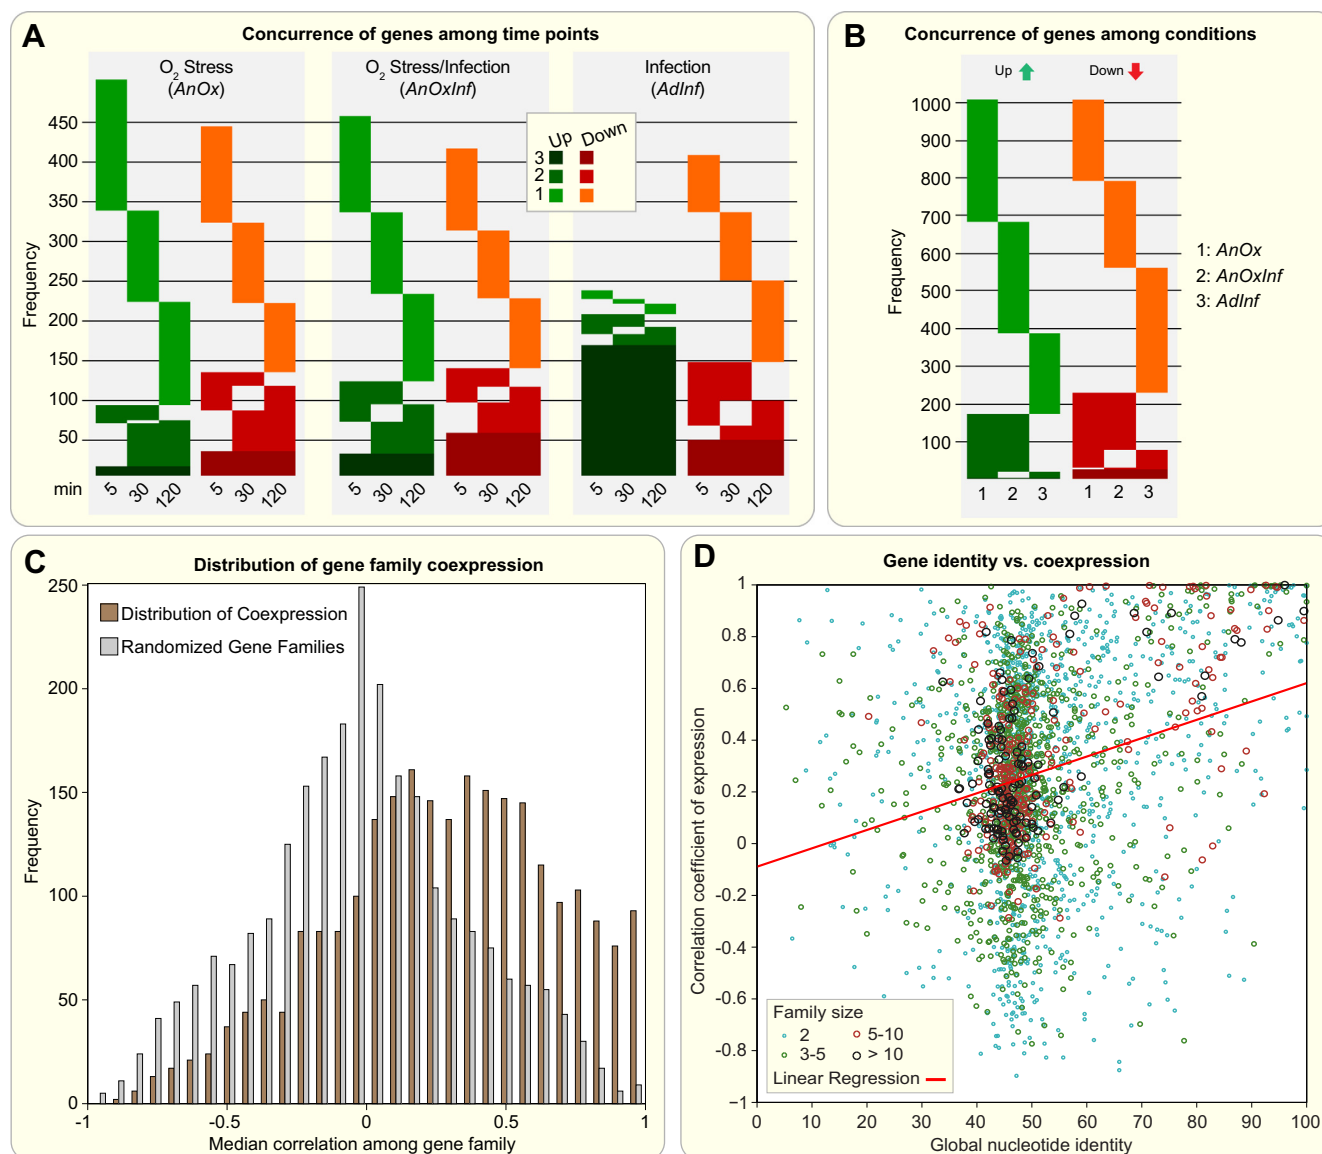 A
Concurrence of genes among time points
O2 Stress
(AnOx)
O2 Stress/Infection
(AnOxInf)
Infection
(AdInf)
Up Down
3
2
1
Frequency
450
400
350
300
250
200
150
100
50
min
5 30 120 5 30 120 5 30 120 5 30 120 5 30 120 5 30 120
B
Concurrence of genes among conditions
Up Down
Frequency
1000
900
800
700
600
500
400
300
200
100
1 2 3 1 2 3
1: AnOx
2: AnOxInf
3: AdInf
C
Distribution of gene family coexpression
Distribution of Coexpression
Randomized Gene Families
Frequency
250
200
150
100
50
0
-1 -0.5 0 0.5 1
Median correlation among gene family
D
Gene identity vs. coexpression
Correlation coefficient of expression
1
0.8
0.6
0.4
0.2
0
-0.2
-0.4
-0.6
-0.8
−1
Family size
2 5-10
3-5 > 10
Linear Regression
0 10 20 30 40 50 60 70 80 90 100
Global nucleotide identity